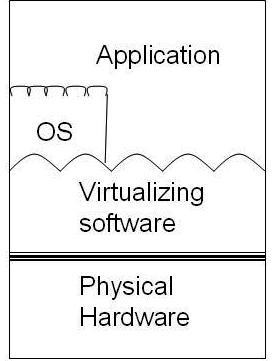 Application
OS
Virtualizing
software
Physical
Hardware